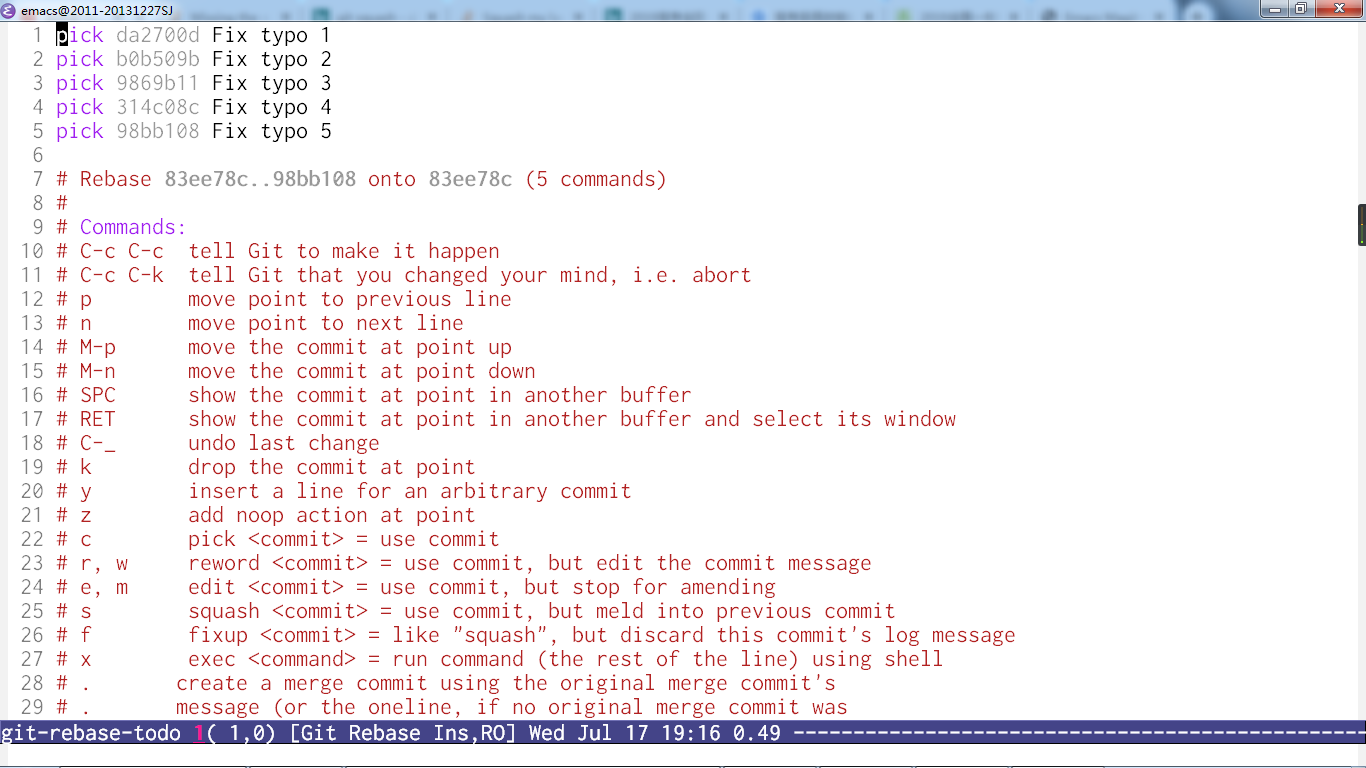 emacs@2011-20131227SJ
1 pick da2700d Fix typo 1
2 pick b0b509b Fix typo 2
3 pick 9869b11 Fix typo 3
4 pick 314c08c Fix typo 4
5 pick 98bb108 Fix typo 5
6
7 # Rebase 83ee78c..98bb108 onto 83ee78c (5 commands)
8 #
9 # Commands:
10 # C-c C-c  tell Git to make it happen
11 # C-c C-k  tell Git that you changed your mind, i.e. abort
12 # p        move point to previous line
13 # n        move point to next line
14 # M-p      move the commit at point up
15 # M-n      move the commit at point down
16 # SPC      show the commit at point in another buffer
17 # RET      show the commit at point in another buffer and select its window
18 # C-_      undo last change
19 # k        drop the commit at point
20 # y        insert a line for an arbitrary commit
21 # z        add noop action at point
22 # c        pick <commit> = use commit
23 # r, w     reword <commit> = use commit, but edit the commit message
24 # e, m     edit <commit> = use commit, but stop for amending
25 # s        squash <commit> = use commit, but meld into previous commit
26 # f        fixup <commit> = like "squash", but discard this commit's log message
27 # x        exec <command> = run command (the rest of the line) using shell
28 # .       create a merge commit using the original merge commit's
29 # .       message (or the oneline, if no original merge commit was
git-rebase-todo 1( 1,0) [Git Rebase Ins,RO] Wed Jul 17 19:16 0.49 ------------------------------------------------